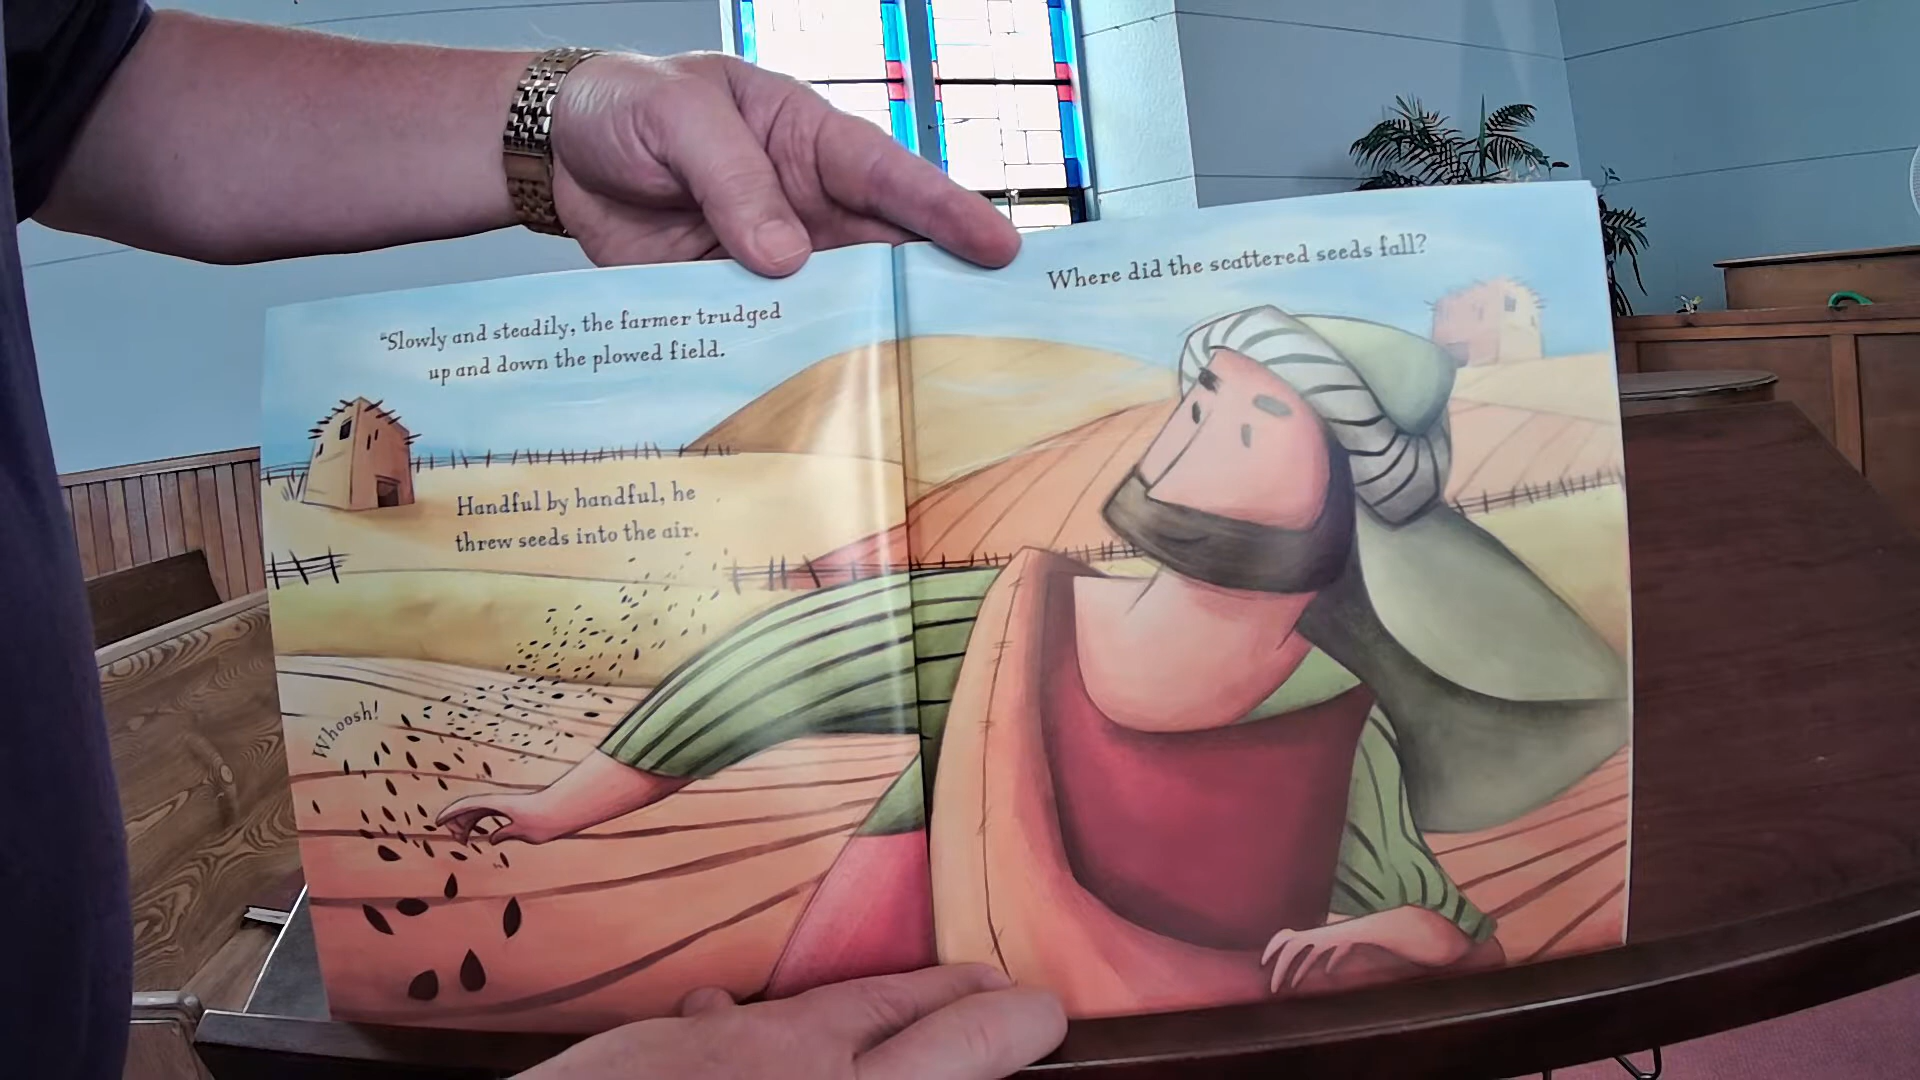 “Slowly and steadily, the farmer trudged
up and down the plowed field.
Handful by handful, he
threw seeds into the air.
Whoosh!
Where did the scattered seeds fall?